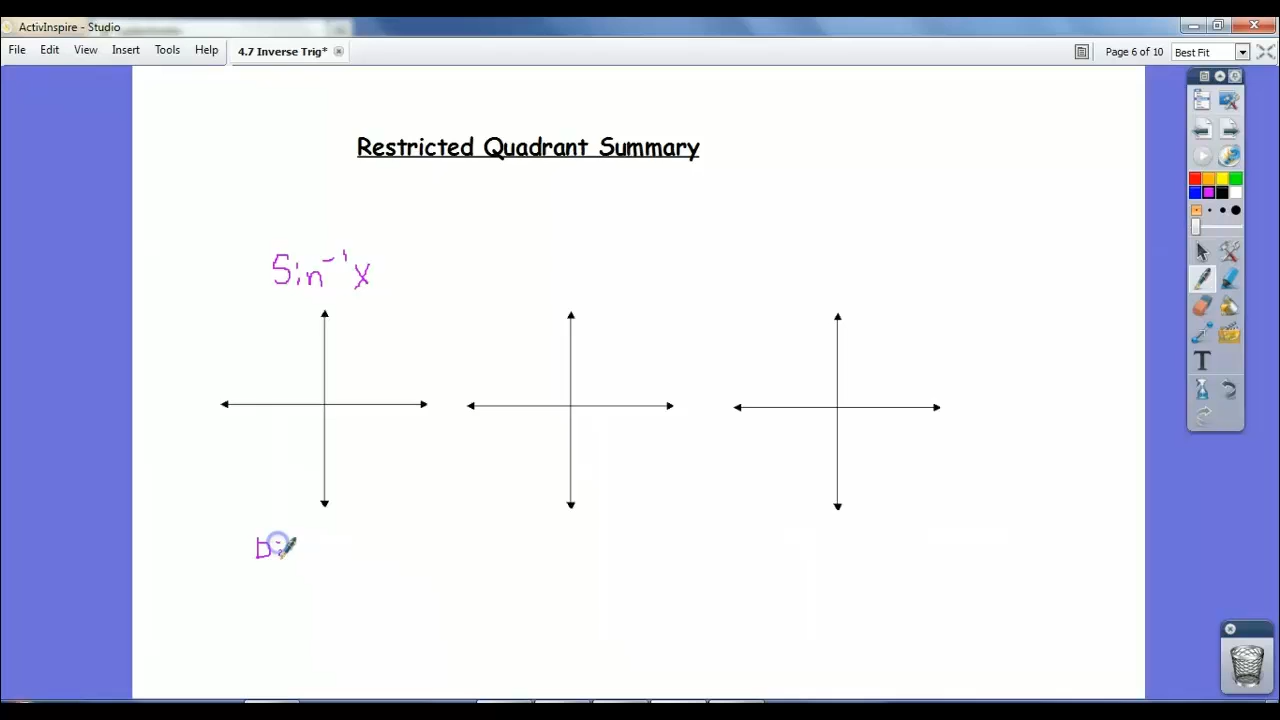 ActivInspire - Studio
File Edit View Insert Tools Help 4.7 Inverse Trig* Page 6 of 10 Best Fit
Restricted Quadrant Summary
Sin⁻¹x
D:
T